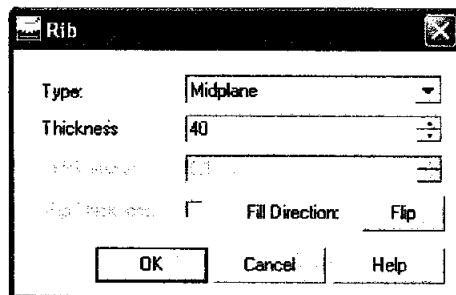 Rib
Type: Midplane
Thickness 40
Fill Direction: Flip
OK Cancel Help